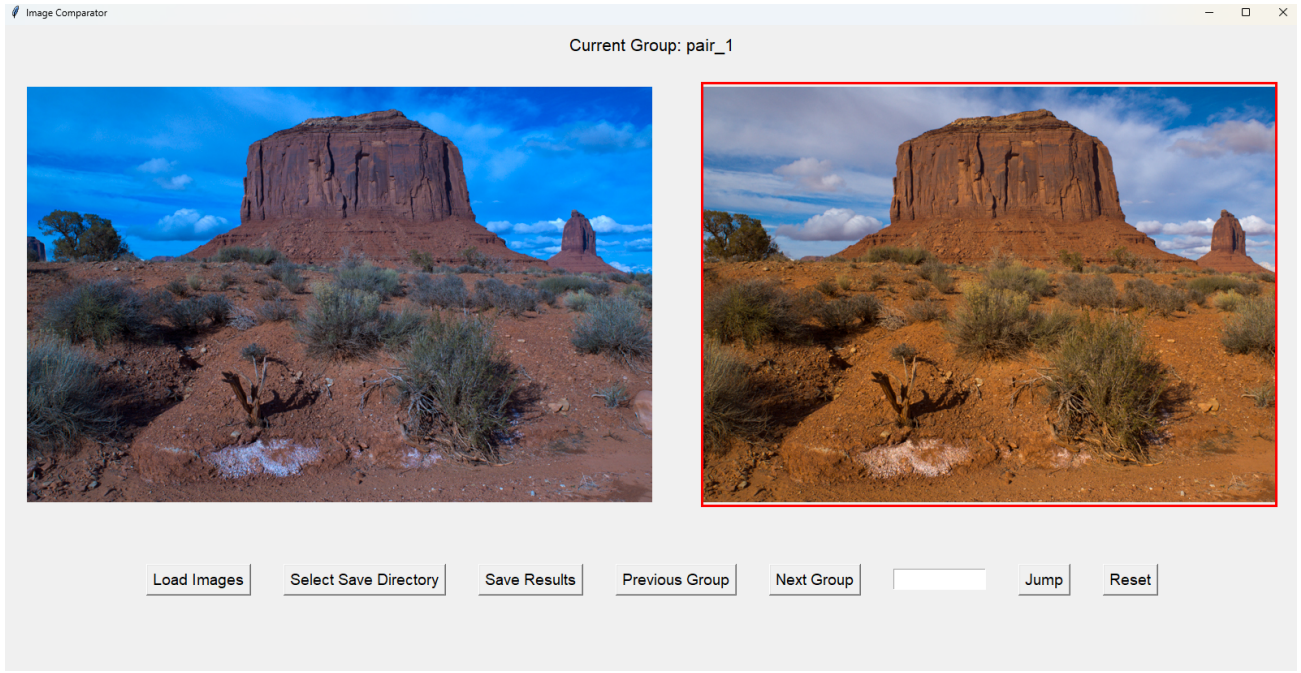 Image Comparator
Current Group: pair_1
Load Images Select Save Directory Save Results Previous Group Next Group Jump Reset